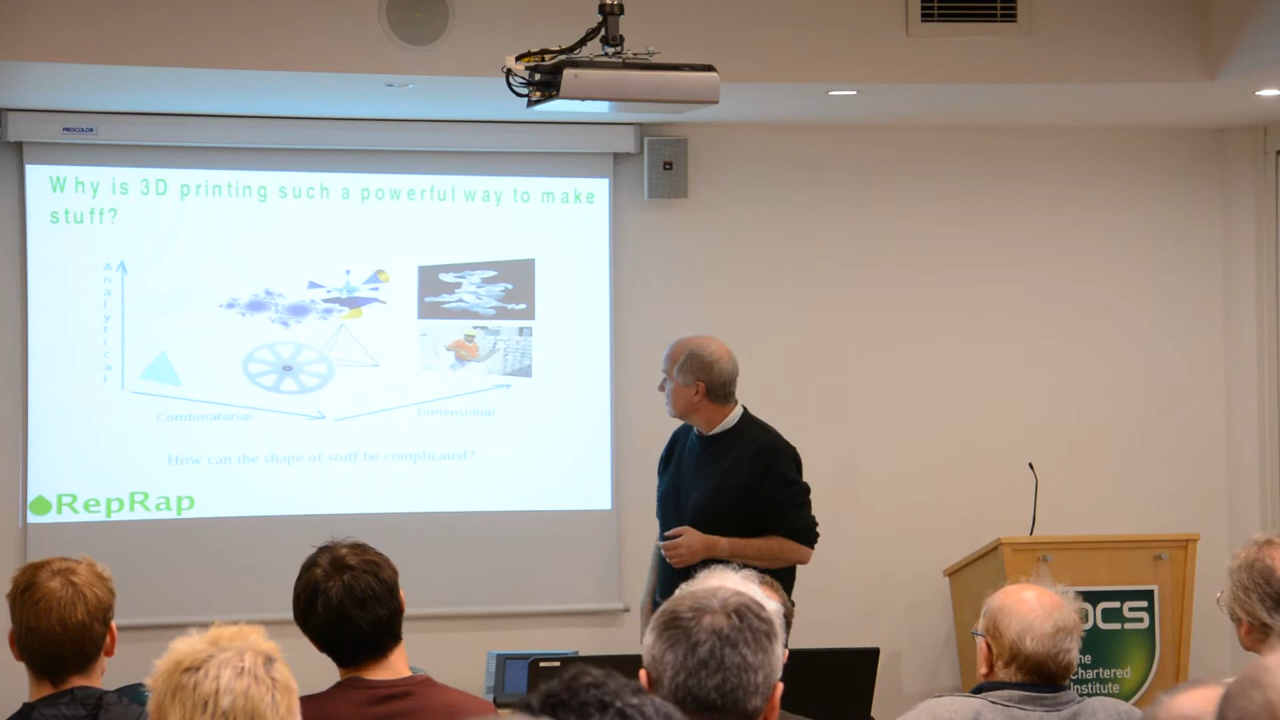 PROCOLOR
Why is 3D printing such a powerful way to make
stuff?
Analytical
Combinatorial
Dimensional
How can the shape of stuff be complicated?
RepRap
bcs
The
Chartered
Institute